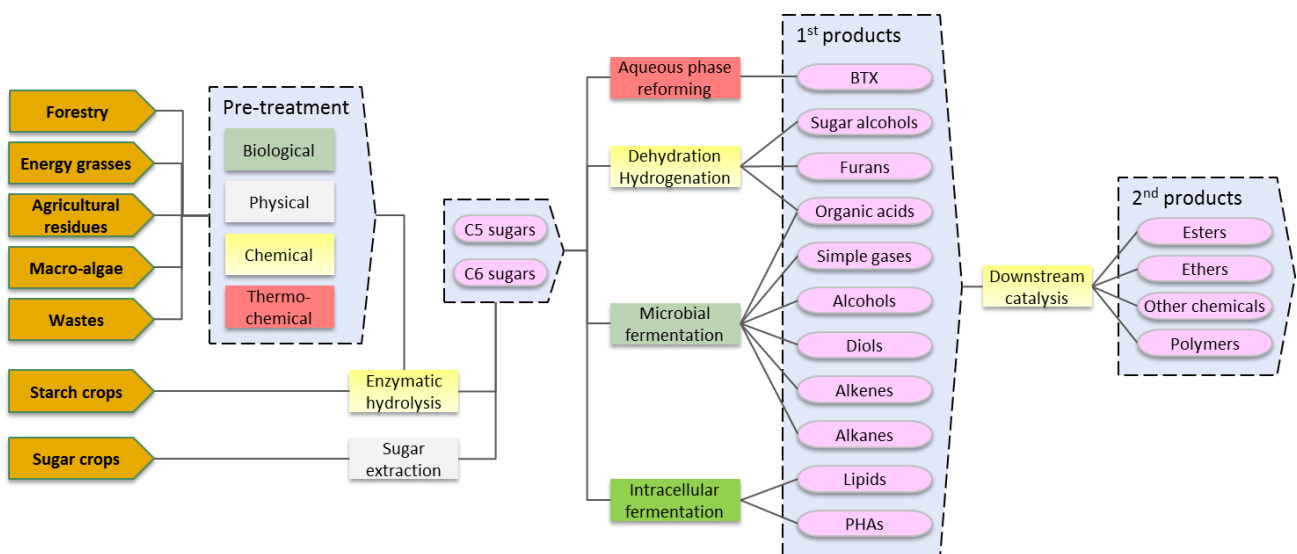 Forestry
Energy grasses
Agricultural
residues
Macro-algae
Wastes
Starch crops
Sugar crops
Pre-treatment
Biological
Physical
Chemical
Thermo-
chemical
Enzymatic
hydrolysis
Sugar
extraction
C5 sugars
C6 sugars
Aqueous phase
reforming
Dehydration
Hydrogenation
Microbial
fermentation
Intracellular
fermentation
1st products
BTX
Sugar alcohols
Furans
Organic acids
Simple gases
Alcohols
Diols
Alkenes
Alkanes
Lipids
PHAs
Downstream
catalysis
2nd products
Esters
Ethers
Other chemicals
Polymers